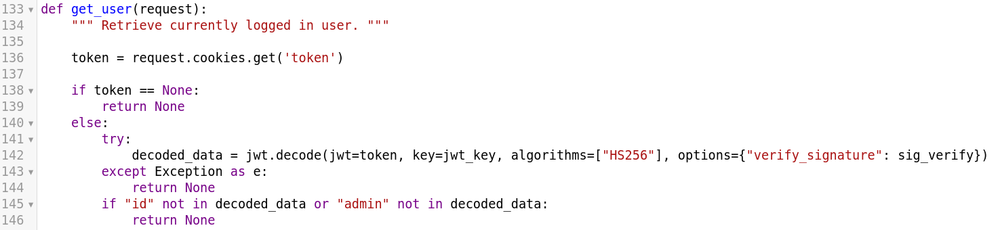 133 def get_user(request):
134     """ Retrieve currently logged in user. """
135
136     token = request.cookies.get('token')
137
138     if token == None:
139         return None
140     else:
141         try:
142             decoded_data = jwt.decode(jwt=token, key=jwt_key, algorithms=["HS256"], options={"verify_signature": sig_verify})
143         except Exception as e:
144             return None
145         if "id" not in decoded_data or "admin" not in decoded_data:
146             return None